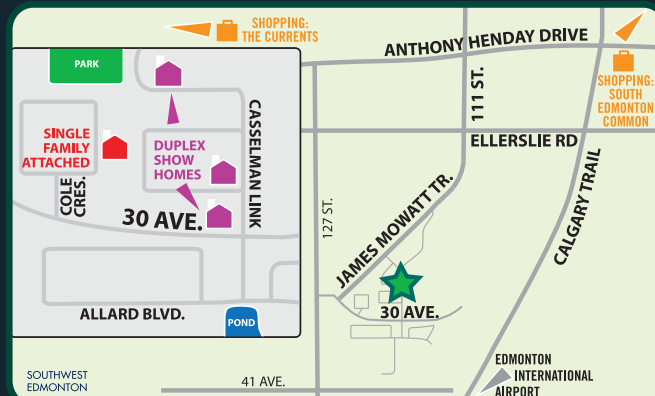 SHOPPING:
THE CURRENTS
ANTHONY HENDAY DRIVE
SHOPPING:
SOUTH
EDMONTON
COMMON
111 ST.
ELLERSLIE RD
CALGARY TRAIL
JAMES MOWATT TR.
127 ST.
30 AVE.
41 AVE.
EDMONTON
INTERNATIONAL
AIRPORT
PARK
SINGLE
FAMILY
ATTACHED
DUPLEX
SHOW
HOMES
CASSELMAN LINK
COLE
CRES.
30 AVE.
ALLARD BLVD.
POND
SOUTHWEST
EDMONTON